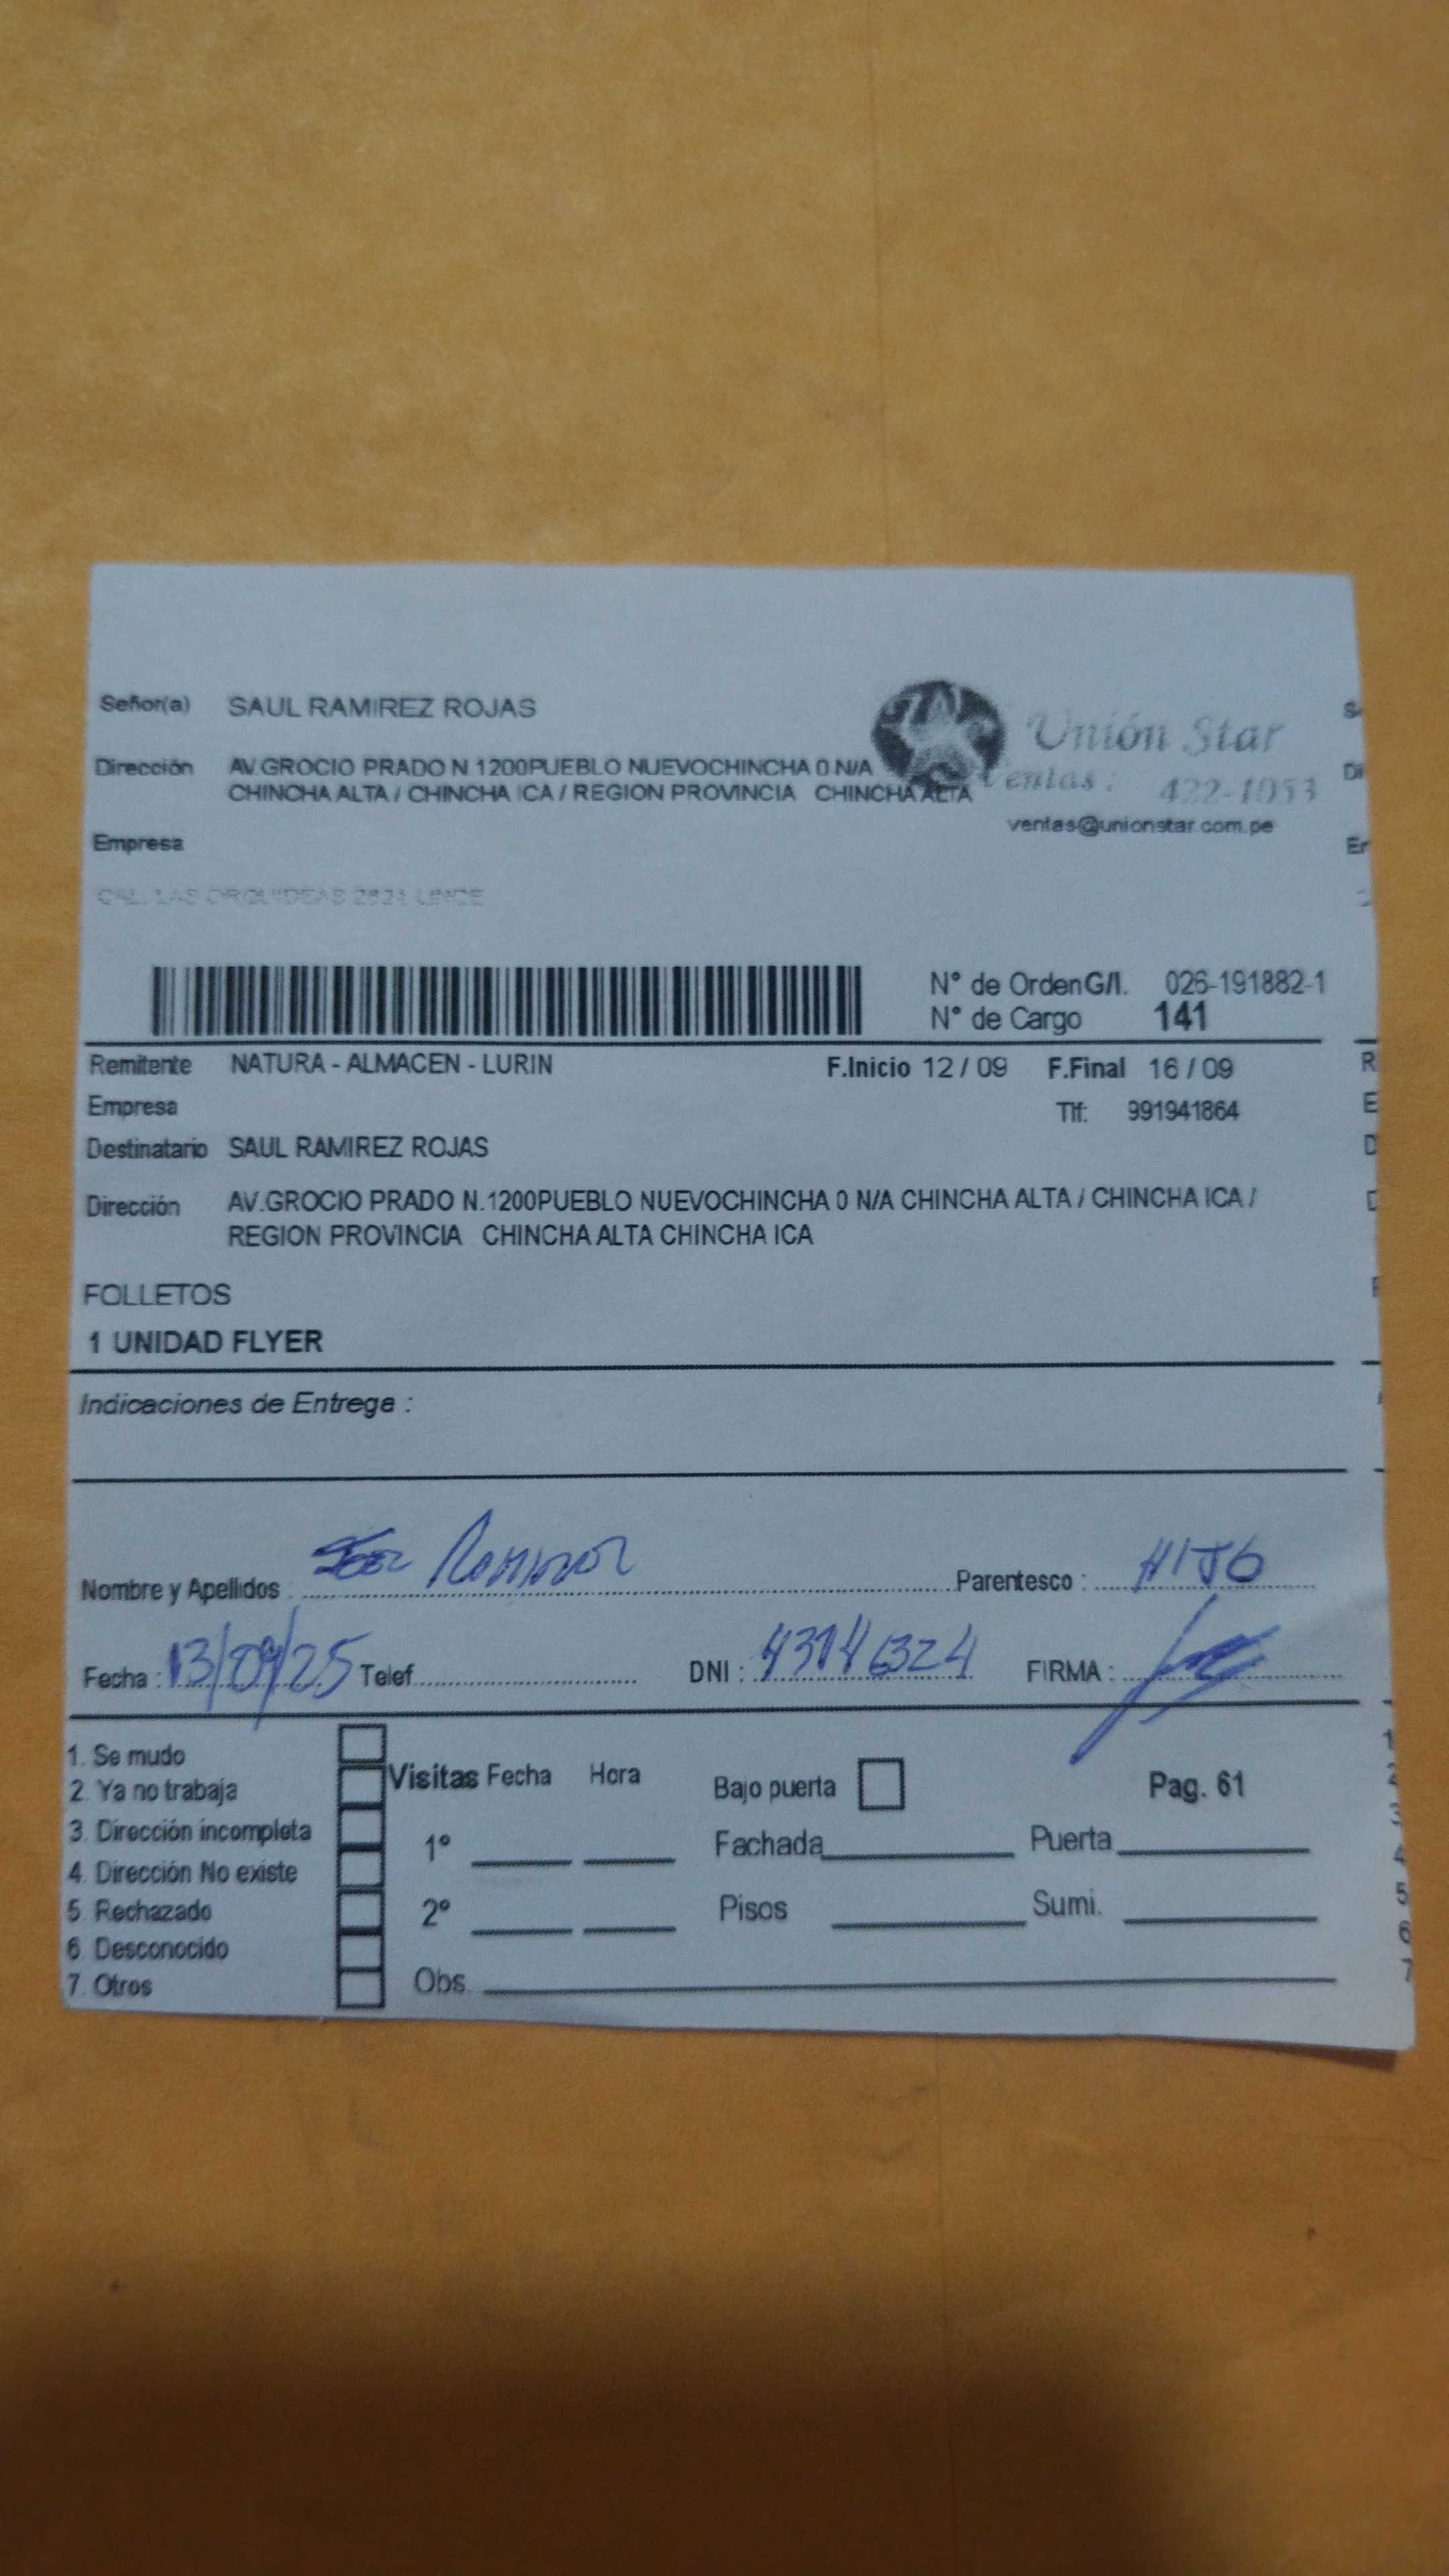 Señor(a) SAUL RAMIREZ ROJAS
Unión Star
Dirección AV.GROCIO PRADO N 1200PUEBLO NUEVOCHINCHA 0 N/A
CHINCHA ALTA / CHINCHA ICA / REGION PROVINCIA CHINCHA ALTA
Ventas: 422-1053
ventas@unionstar.com.pe
Empresa
CAL. LAS ORQUIDEAS LINCE
N° de OrdenG/I. 026-191882-1
N° de Cargo 141
Remitente NATURA - ALMACEN - LURIN F.Inicio 12 / 09 F.Final 16 / 09
Empresa Tlf: 991941864
Destinatario SAUL RAMIREZ ROJAS
Dirección AV.GROCIO PRADO N.1200PUEBLO NUEVOCHINCHA 0 N/A CHINCHA ALTA / CHINCHA ICA /
REGION PROVINCIA CHINCHA ALTA CHINCHA ICA
FOLLETOS
1 UNIDAD FLYER
Indicaciones de Entrega :
Nombre y Apellidos : Parentesco : HIJO
Fecha : 13/09/25 Telef. DNI : FIRMA :
1. Se mudo
2. Ya no trabaja
3. Dirección incompleta
4. Dirección No existe
5. Rechazado
6. Desconocido
7. Otros
Visitas Fecha Hora
1°
2°
Obs.
Bajo puerta Pag. 61
Fachada Puerta
Pisos Sumi.